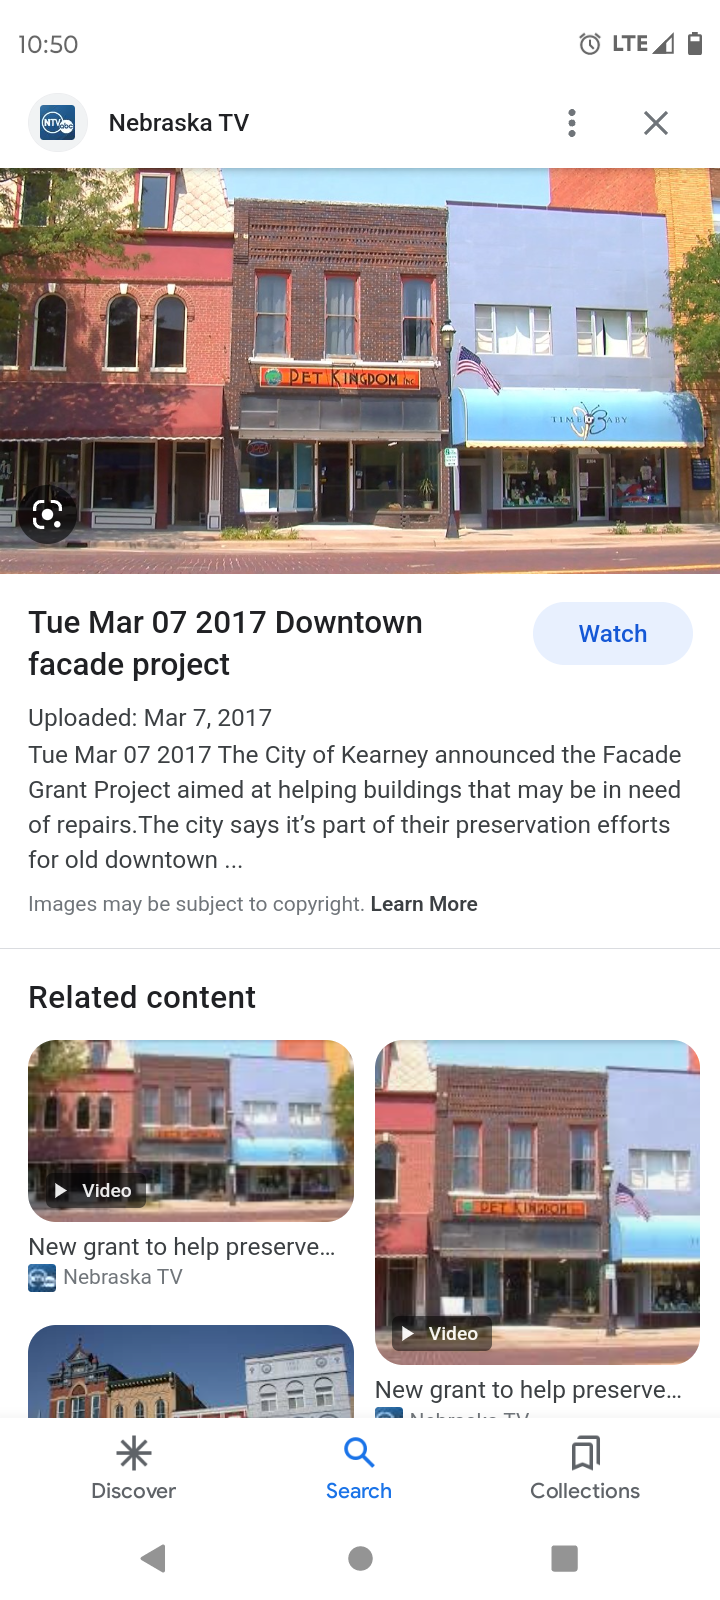 10:50
LTE
NTV abc
Nebraska TV
PET KINGDOM INC
TIME BABY
Tue Mar 07 2017 Downtown
facade project
Watch
Uploaded: Mar 7, 2017
Tue Mar 07 2017 The City of Kearney announced the Facade
Grant Project aimed at helping buildings that may be in need
of repairs.The city says it’s part of their preservation efforts
for old downtown ...
Images may be subject to copyright. Learn More
Related content
Video
New grant to help preserve...
Nebraska TV
PET KINGDOM
Video
New grant to help preserve...
Nebraska TV
Discover
Search
Collections